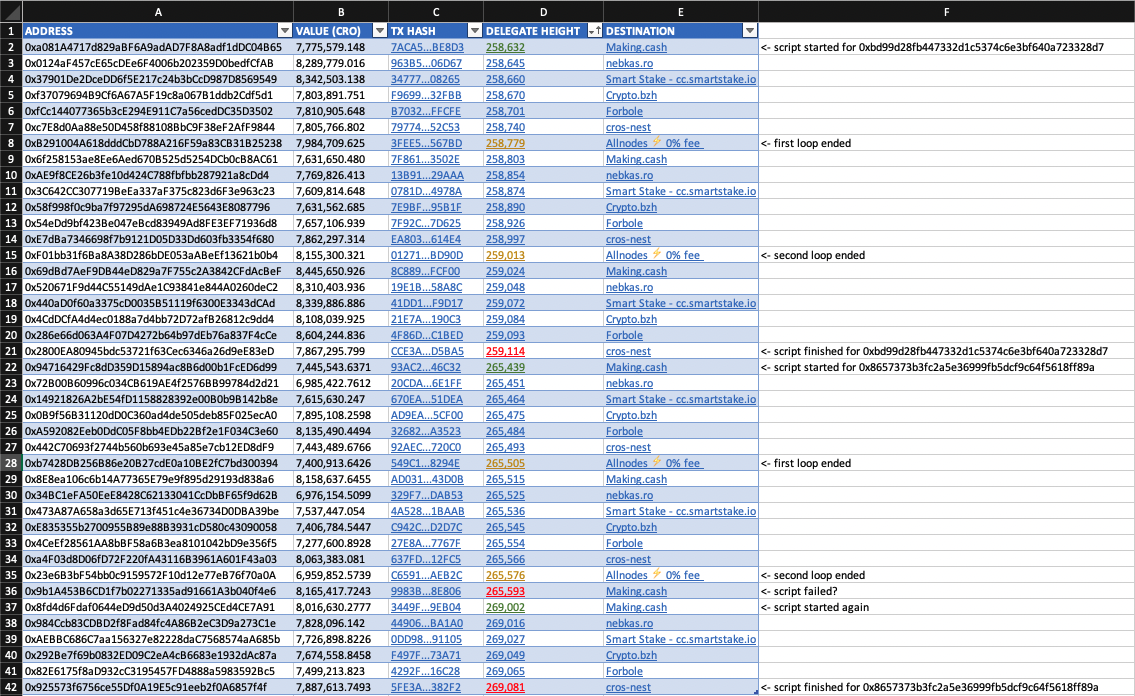 A B C D E F
1 ADDRESS VALUE (CRO) TX HASH DELEGATE HEIGHT DESTINATION
2 0xa081A4717d829aBF6A9adAD7F8A8adf1dDC04B65 7,775,579.148 7ACA5...BE8D3 258,632 Making.cash <- script started for 0xbd99d28fb447332d1c5374c6e3bf640a723328d7
3 0x0124aF457cE65cDEe6F4006b202359D0bedfCfAB 8,289,779.016 963B5...06D67 258,645 nebkas.ro
4 0x37901De2DceDD6f5E217c24b3bCcD987D8569549 8,342,503.138 34777...08265 258,660 Smart Stake - cc.smartstake.io
5 0xf37079694B9Cf6A67A5F19c8a067B1ddb2Cdf5d1 7,803,891.751 F9699...32FBB 258,670 Crypto.bzh
6 0xfCc144077365b3cE294E911C7a56cedDC35D3502 7,810,905.648 B7032...FFCFE 258,701 Forbole
7 0xc7E8d0Aa88e50D458f88108BbC9F38eF2AfF9844 7,805,766.802 79774...52C53 258,740 cros-nest
8 0xB291004A618dddCbD788A216F59a83CB31B25238 7,984,709.625 3FEE5...567BD 258,779 Allnodes ⚡ 0% fee <- first loop ended
9 0x6f258153ae8Ee6Aed670B525d5254DCb0cB8AC61 7,631,650.480 7F861...3502E 258,803 Making.cash
10 0xAE9f8CE26b3fe10d424C788fbfbb287921a8cDd4 7,769,826.413 13B91...29AAA 258,854 nebkas.ro
11 0x3C642CC307719BeEa337aF375c823d6F3e963c23 7,609,814.648 0781D...4978A 258,874 Smart Stake - cc.smartstake.io
12 0x58f998f0c9ba7f97295dA698724E5643E8087796 7,631,562.685 7E9BF...95B1F 258,890 Crypto.bzh
13 0x54eDd9bf423Be047eBcd83949Ad8FE3EF71936d8 7,657,106.939 7F92C...7D625 258,926 Forbole
14 0xE7dBa7346698f7b9121D05D33Dd603fb3354f680 7,862,297.314 EA803...614E4 258,997 cros-nest
15 0xF01bb31f6Ba8A38D286bDE053aABeEf13621b0b4 8,155,300.321 01271...BD90D 259,013 Allnodes ⚡ 0% fee <- second loop ended
16 0x69dBd7AeF9DB44eD829a7F755c2A3842CFdAcBeF 8,445,650.926 8C889...FCF00 259,024 Making.cash
17 0x520671F9d44C55149dAe1C93841e844A0260deC2 8,310,403.936 19E1B...58A8C 259,048 nebkas.ro
18 0x440aD0f60a3375cD0035B51119f6300E3343dCAd 8,339,886.886 41DD1...F9D17 259,072 Smart Stake - cc.smartstake.io
19 0x4CdDCfA4d4ec0188a7d4bb72D72afB26812c9dd4 8,108,039.925 21E7A...190C3 259,084 Crypto.bzh
20 0x286e66d063A4F07D4272b64b97dEb76a837F4cCe 8,604,244.836 4F86D...C1BED 259,093 Forbole
21 0x2800EA80945bdc53721f63Cec6346a26d9eE83eD 7,867,295.799 CCE3A...D5BA5 259,114 cros-nest <- script finished for 0xbd99d28fb447332d1c5374c6e3bf640a723328d7
22 0x94716429Fc8dD359D15894ac8B6d00b1FcED6d99 7,445,543.6371 93AC2...46C32 265,439 Making.cash <- script started for 0x8657373b3fc2a5e36999fb5dcf9c64f5618ff89a
23 0x72B00B60996c034CB619AE4f2576BB99784d2d21 6,985,422.7612 20CDA...6E1FF 265,451 nebkas.ro
24 0x14921826A2bE54fD1158828392e00B0b9B142b8e 7,615,630.247 670EA...51DEA 265,464 Smart Stake - cc.smartstake.io
25 0x0B9f56B31120dD0C360ad4de505deb85F025ecA0 7,895,108.2598 AD9EA...5CF00 265,475 Crypto.bzh
26 0xA592082Eeb0DdC05F8bb4EDb22Bf2e1F034C3e60 8,135,490.4494 32682...A3523 265,484 Forbole
27 0x442C70693f2744b560b693e45a85e7cb12ED8dF9 7,443,489.6766 92AEC...720C0 265,493 cros-nest
28 0xb7428DB256B86e20B27cdE0a10BE2fC7bd300394 7,400,913.6426 549C1...8294E 265,505 Allnodes ⚡ 0% fee <- first loop ended
29 0x8E8ea106c6b14A77365E79e9f895d29193d838a6 8,158,637.6455 AD031...43D0B 265,515 Making.cash
30 0x34BC1eFA50EeE8428C62133041CcDbBF65f9d62B 6,976,154.5099 329F7...DAB53 265,525 nebkas.ro
31 0x473A87A658a3d65E713f451c4e36734D0DBA39be 7,537,447.054 4A528...1BAAB 265,536 Smart Stake - cc.smartstake.io
32 0xE835355b2700955B89e88B3931cD580c43090058 7,406,784.5447 C942C...D2D7C 265,545 Crypto.bzh
33 0x4CeEf28561AA8bBF58a6B3ea8101042bD9e356f5 7,277,600.8928 27E8A...7767F 265,554 Forbole
34 0xa4F03d8D06fD72F220fA43116B3961A601F43a03 8,063,383.081 637FD...12FC5 265,566 cros-nest
35 0x23e6B3bF54bb0c9159572F10d12e77eB76f70a0A 6,959,852.5739 C6591...AEB2C 265,576 Allnodes ⚡ 0% fee <- second loop ended
36 0x9b1A453B6CD1f7b02271335ad91661A3b040f4e6 8,165,417.7243 9983B...8E806 265,593 Making.cash <- script failed?
37 0x8fd4d6Fdaf0644eD9d50d3A4024925CEd4CE7A91 8,016,630.2777 3449F...9EB04 269,002 Making.cash <- script started again
38 0x984Ccb83CDBD2f8Fad84fc4A86B2eC3D9a273C1e 7,828,096.142 44906...BA1A0 269,016 nebkas.ro
39 0xAEBBC686C7aa156327e82228daC7568574aA685b 7,726,898.8226 0DD98...91105 269,027 Smart Stake - cc.smartstake.io
40 0x292Be7f69b0832ED09C2eA4cB6683e1932dAc87a 7,674,558.8458 F497F...73A71 269,049 Crypto.bzh
41 0x82E6175f8aD932cC3195457FD4888a5983592Bc5 7,499,213.823 4292F...16C28 269,065 Forbole
42 0x925573f6756ce55Df0A19E5c91eeb2f0A6857f4f 7,887,613.7493 5FE3A...382F2 269,081 cros-nest <- script finished for 0x8657373b3fc2a5e36999fb5dcf9c64f5618ff89a